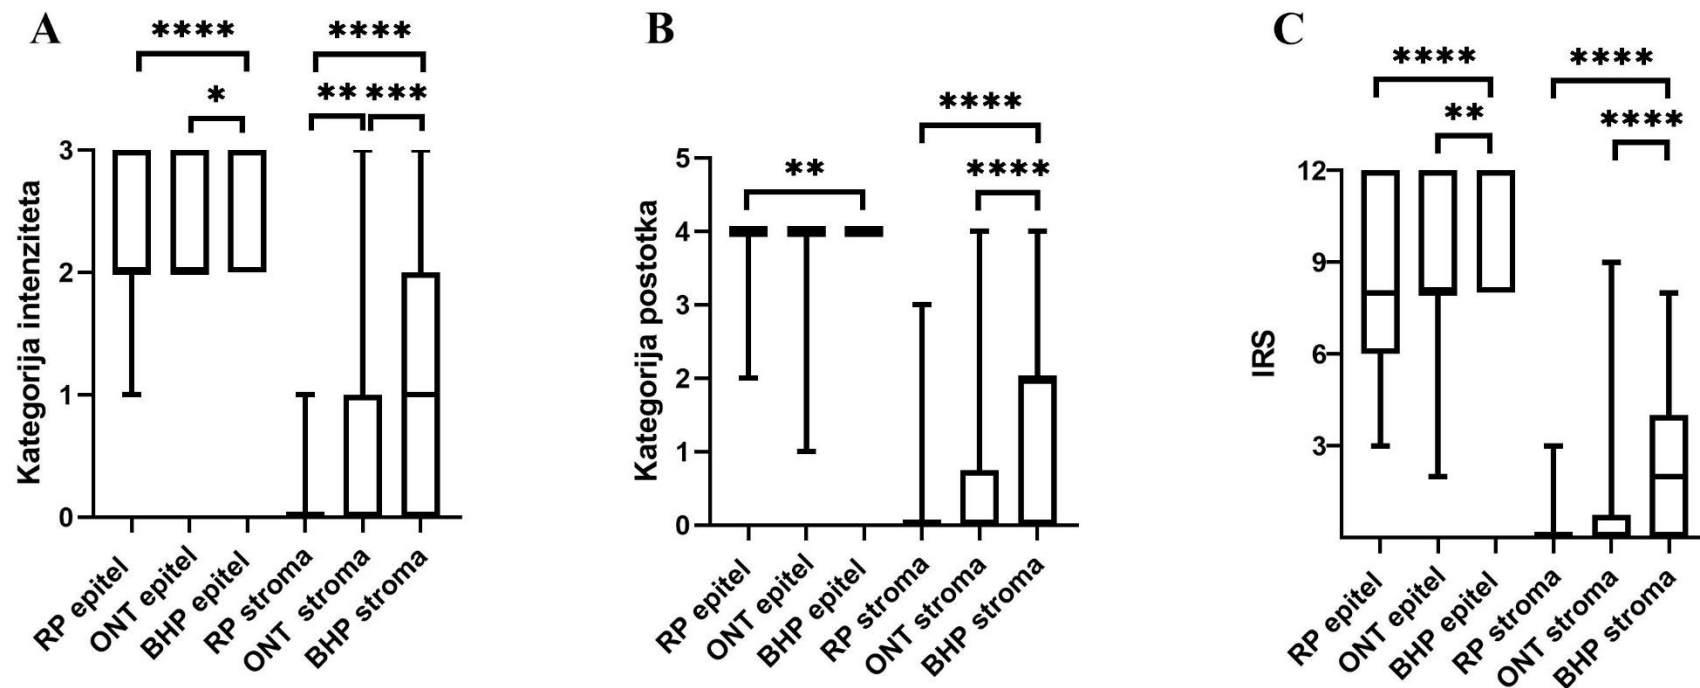 A
****
****
*
**
***
Kategorija intenziteta
3
2
1
0
RP epitel
ONT epitel
BHP epitel
RP stroma
ONT stroma
BHP stroma
B
****
**
****
Kategorija postotka
5
4
3
2
1
0
RP epitel
ONT epitel
BHP epitel
RP stroma
ONT stroma
BHP stroma
C
****
****
**
****
IRS
12
9
6
3
RP epitel
ONT epitel
BHP epitel
RP stroma
ONT stroma
BHP stroma